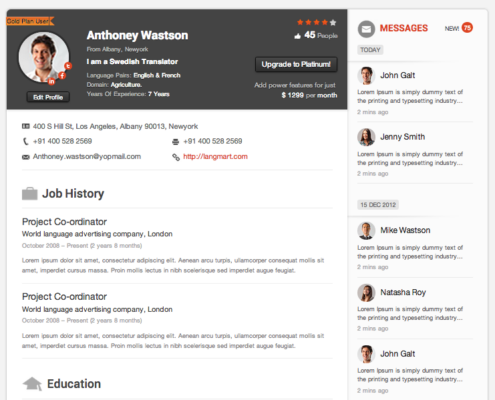 Gold Plan User
Anthoney Wastson
From Albany, Newyork
I am a Swedish Translator
Language Pairs: English & French
Domain: Agriculture.
Years Of Experience: 7 Years
Edit Profile
45 People
Upgrade to Platinum!
Add power features for just
$ 1299 per month
400 S Hill St, Los Angeles, Albany 90013, Newyork
+91 400 528 2569
+91 400 528 2569
Anthoney.wastson@yopmail.com
http://langmart.com
Job History
Project Co-ordinator
World language advertising company, London
October 2008 – Present (2 years 8 months)
Lorem ipsum dolor sit amet, consectetur adipiscing elit. Aenean arcu turpis, ullamcorper consequat mollis sit
amet, imperdiet cursus massa. Proin mollis lectus in nibh scelerisque sed imperdiet augue feugiat.
Project Co-ordinator
World language advertising company, London
October 2008 – Present (2 years 8 months)
Lorem ipsum dolor sit amet, consectetur adipiscing elit. Aenean arcu turpis, ullamcorper consequat mollis sit
amet, imperdiet cursus massa. Proin mollis lectus in nibh scelerisque sed imperdiet augue feugiat.
Education
MESSAGES
NEW! 75
TODAY
John Galt
Lorem Ipsum is simply dummy text of
the printing and typesetting industry...
2 mins ago
Jenny Smith
Lorem Ipsum is simply dummy text of
the printing and typesetting industry...
2 mins ago
15 DEC 2012
Mike Wastson
Lorem Ipsum is simply dummy text of
the printing and typesetting industry...
2 mins ago
Natasha Roy
Lorem Ipsum is simply dummy text of
the printing and typesetting industry...
2 mins ago
John Galt
Lorem Ipsum is simply dummy text of
the printing and typesetting industry...
2 mins ago